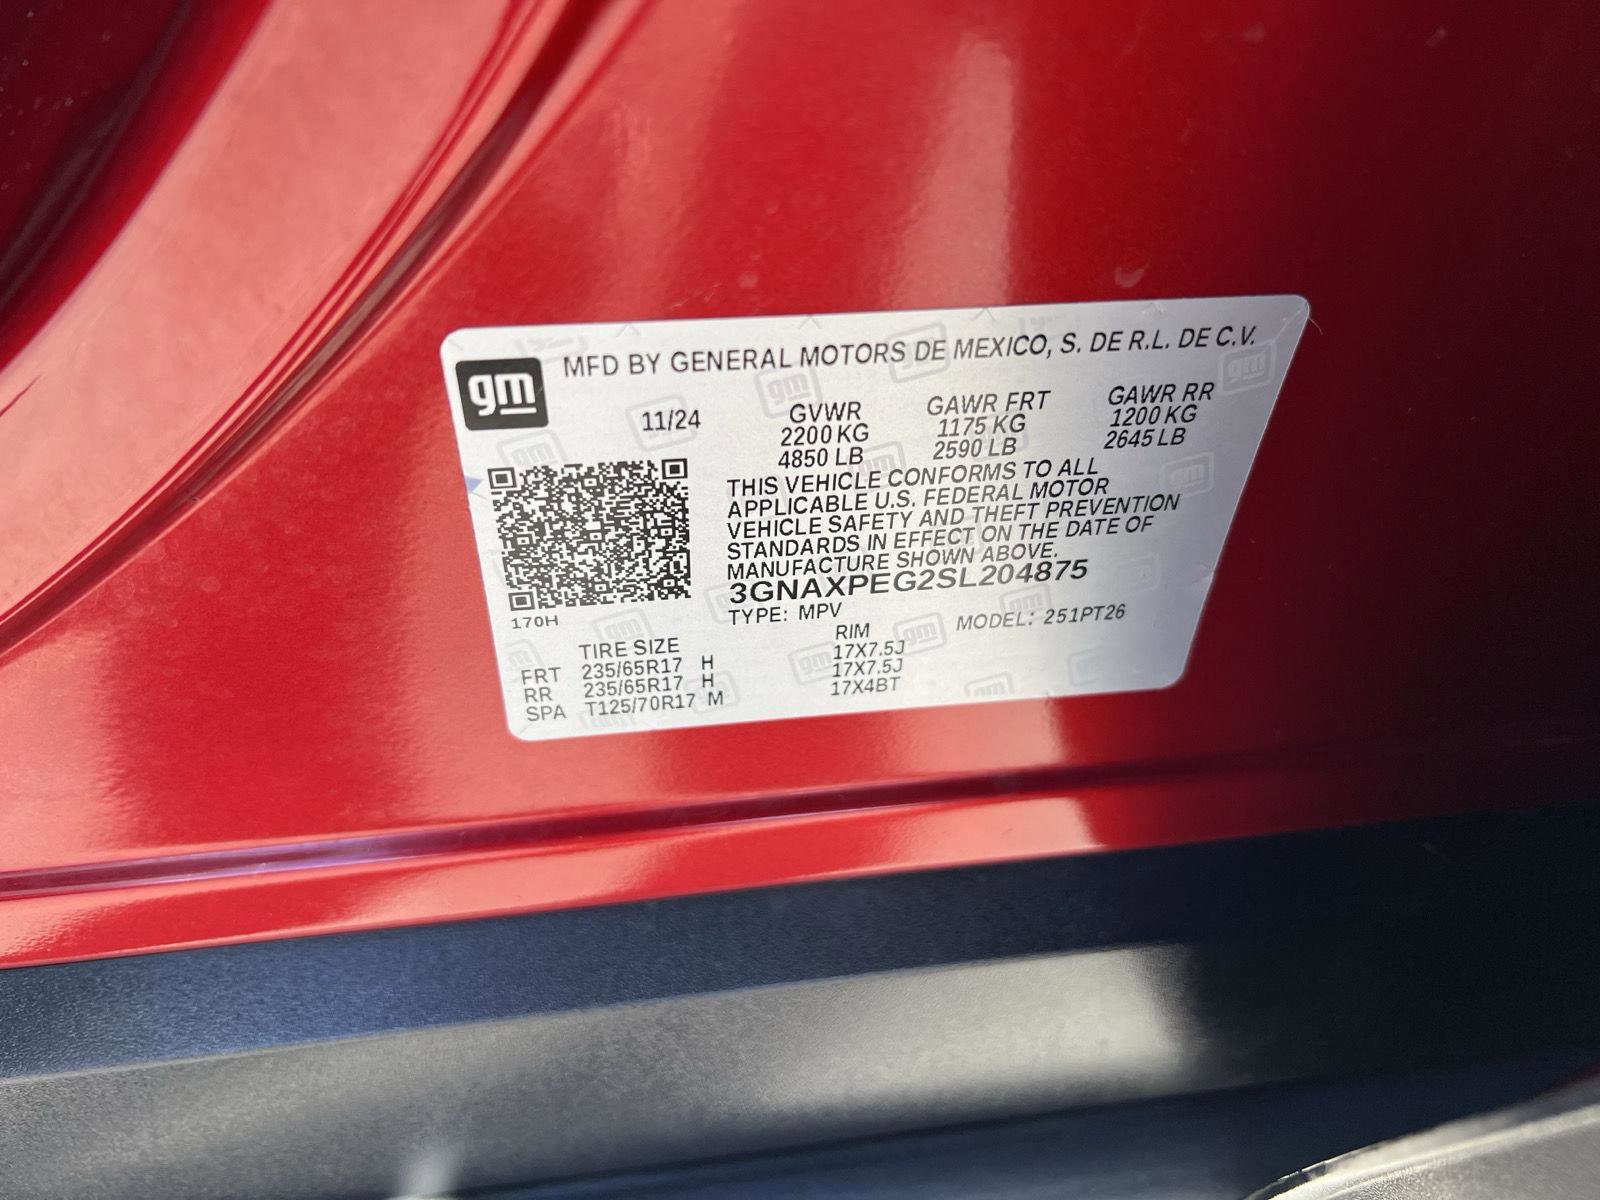 gm
MFD BY GENERAL MOTORS DE MEXICO, S. DE R.L. DE C.V.
11/24 GVWR GAWR FRT GAWR RR
2200 KG 1175 KG 1200 KG
4850 LB 2590 LB 2645 LB
THIS VEHICLE CONFORMS TO ALL
APPLICABLE U.S. FEDERAL MOTOR
VEHICLE SAFETY AND THEFT PREVENTION
STANDARDS IN EFFECT ON THE DATE OF
MANUFACTURE SHOWN ABOVE.
3GNAXPEG2SL204875
170H
TYPE: MPV MODEL: 251PT26
TIRE SIZE RIM
FRT 235/65R17 H 17X7.5J
RR 235/65R17 H 17X7.5J
SPA T125/70R17 M 17X4BT